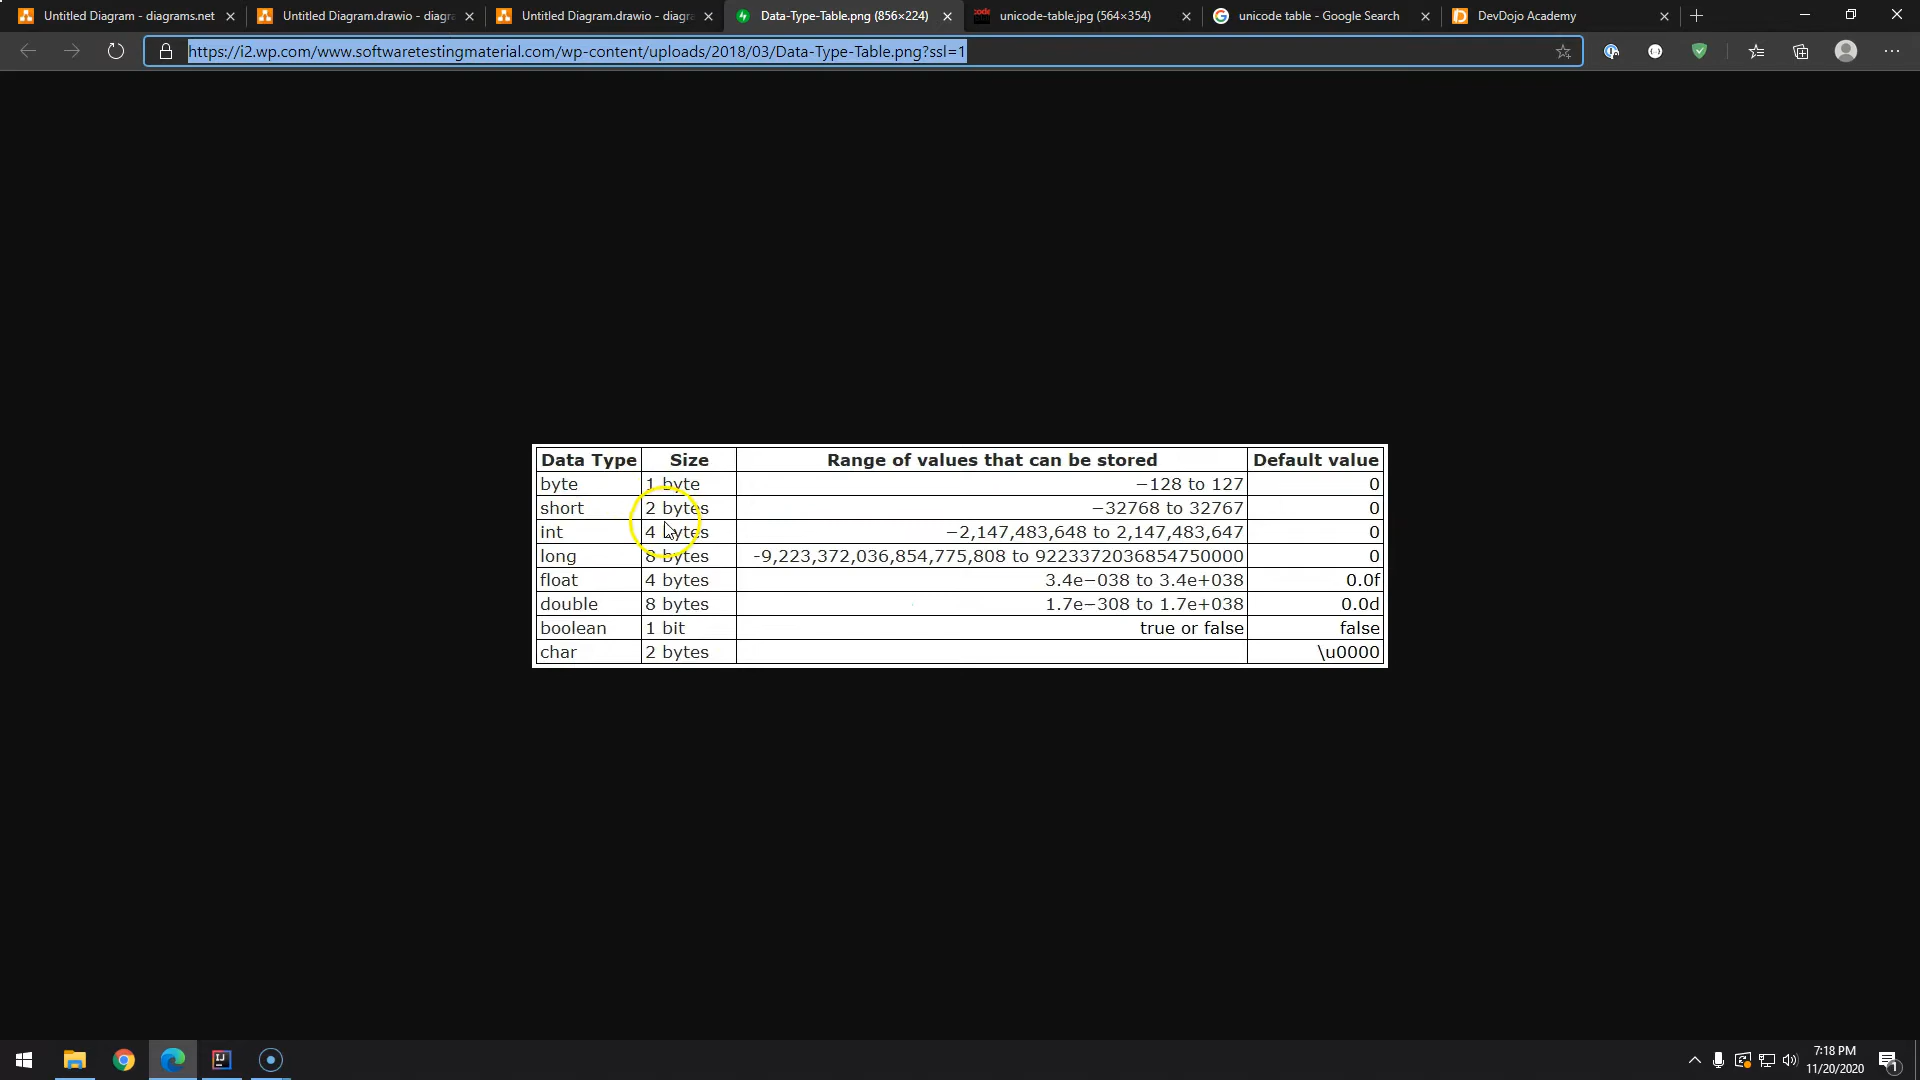 Untitled Diagram - diagrams.net
Untitled Diagram.drawio - diagra
Untitled Diagram.drawio - diagra
Data-Type-Table.png (856×224)
unicode-table.jpg (564×354)
unicode table - Google Search
DevDojo Academy
https://i2.wp.com/www.softwaretestingmaterial.com/wp-content/uploads/2018/03/Data-Type-Table.png?ssl=1
Data Type Size Range of values that can be stored Default value
byte 1 byte −128 to 127 0
short 2 bytes −32768 to 32767 0
int 4 bytes −2,147,483,648 to 2,147,483,647 0
long 8 bytes -9,223,372,036,854,775,808 to 9223372036854750000 0
float 4 bytes 3.4e−038 to 3.4e+038 0.0f
double 8 bytes 1.7e−308 to 1.7e+038 0.0d
boolean 1 bit true or false false
char 2 bytes \u0000
7:18 PM
11/20/2020